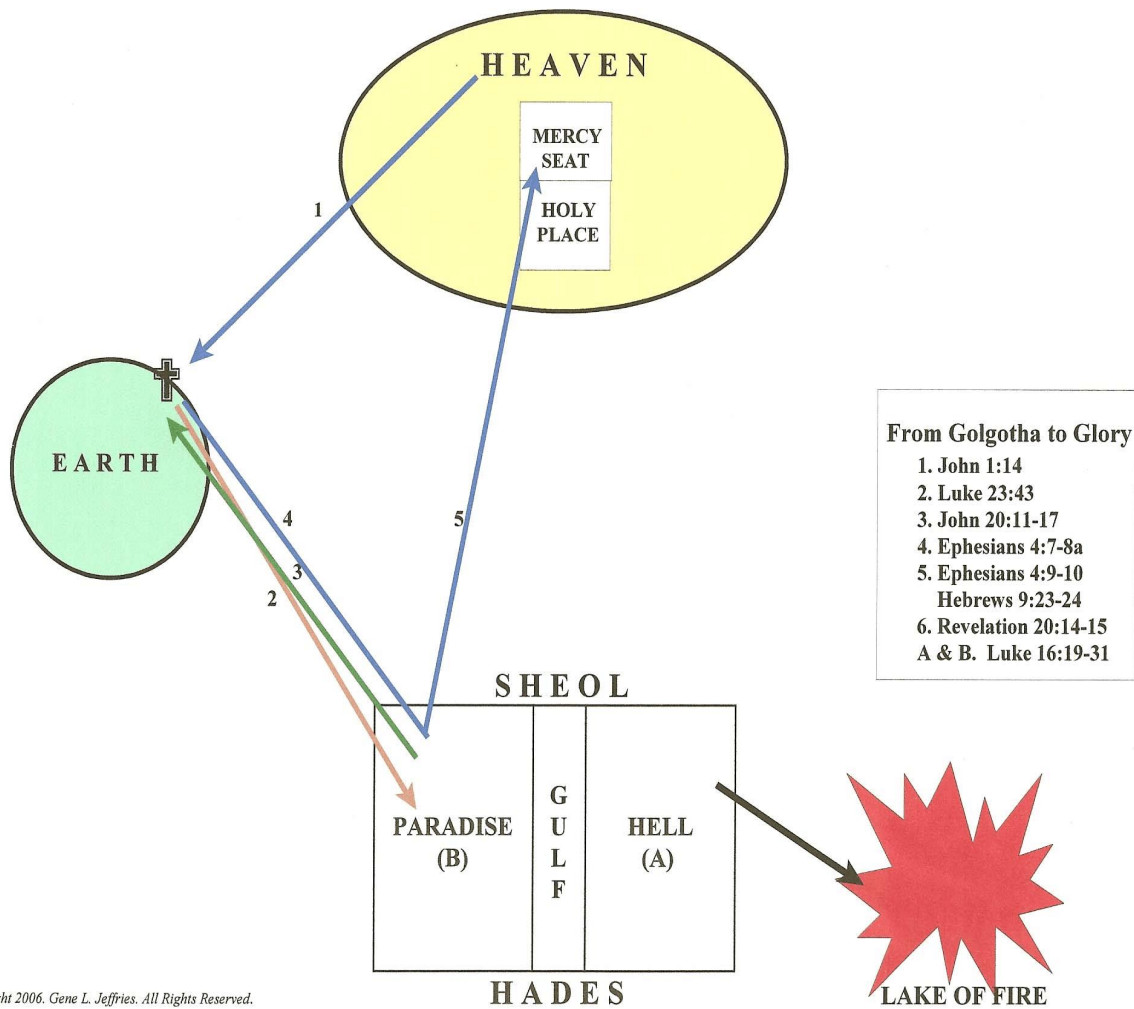 HEAVEN
MERCY
SEAT
HOLY
PLACE
1
EARTH
4
3
2
5
From Golgotha to Glory
1. John 1:14
2. Luke 23:43
3. John 20:11-17
4. Ephesians 4:7-8a
5. Ephesians 4:9-10
Hebrews 9:23-24
6. Revelation 20:14-15
A & B. Luke 16:19-31
SHEOL
PARADISE
(B)
G
U
L
F
HELL
(A)
HADES
LAKE OF FIRE
ht 2006. Gene L. Jeffries. All Rights Reserved.